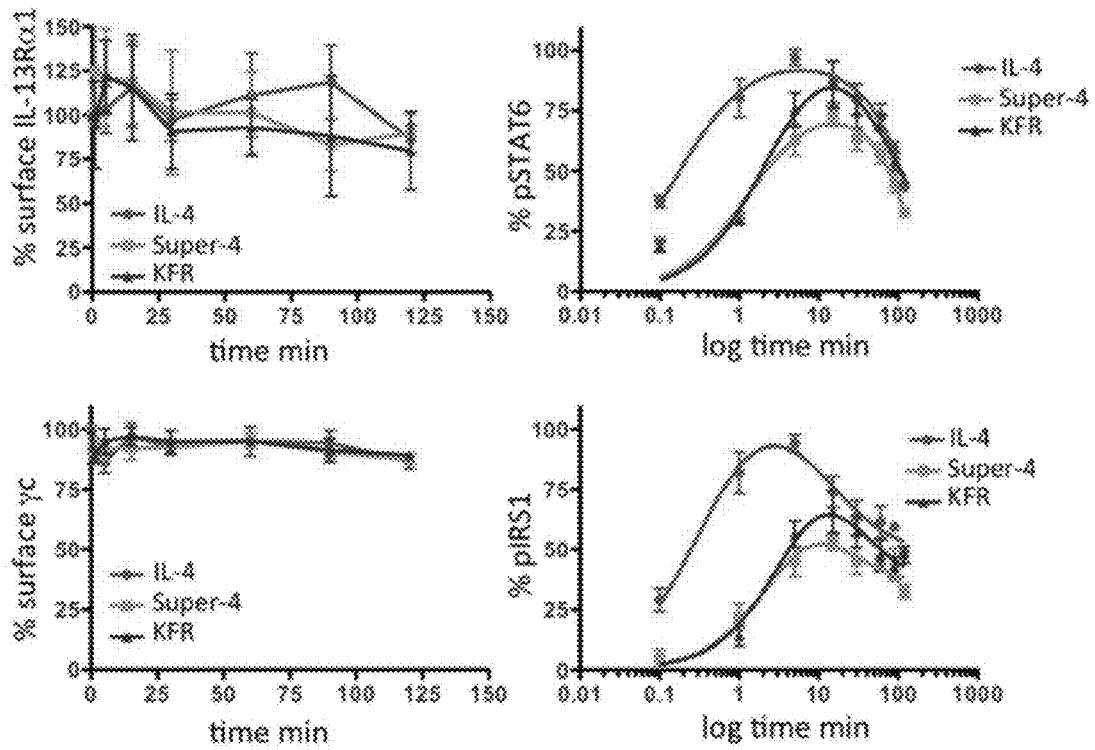 % surface IL-13Rα1
150
125
100
75
50
25
0
IL-4
Super-4
KFR
0 25 50 75 100 125 150
time min
% pSTAT6
100
75
50
25
0
IL-4
Super-4
KFR
0.01 0.1 1 10 100 1000
log time min
% surface γc
100
75
50
25
0
IL-4
Super-4
KFR
0 25 50 75 100 125 150
time min
% pIRS1
100
75
50
25
0
IL-4
Super-4
KFR
0.01 0.1 1 10 100 1000
log time min